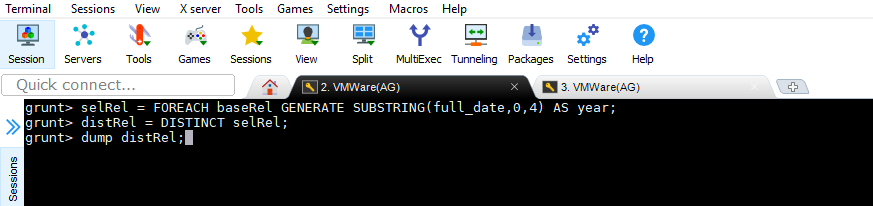 Terminal Sessions View X server Tools Games Settings Macros Help
Session Servers Tools Games Sessions View Split MultiExec Tunneling Packages Settings Help
Quick connect... 2. VMWare(AG) 3. VMWare(AG)
grunt> selRel = FOREACH baseRel GENERATE SUBSTRING(full_date,0,4) AS year;
grunt> distRel = DISTINCT selRel;
grunt> dump distRel;
Sessions